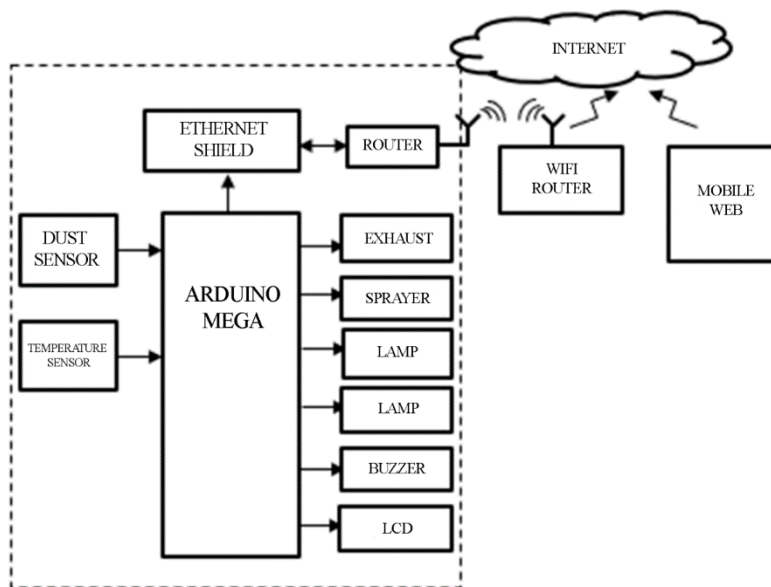 INTERNET
ETHERNET
SHIELD
ROUTER
WIFI
ROUTER
MOBILE
WEB
DUST
SENSOR
TEMPERATURE
SENSOR
ARDUINO
MEGA
EXHAUST
SPRAYER
LAMP
LAMP
BUZZER
LCD